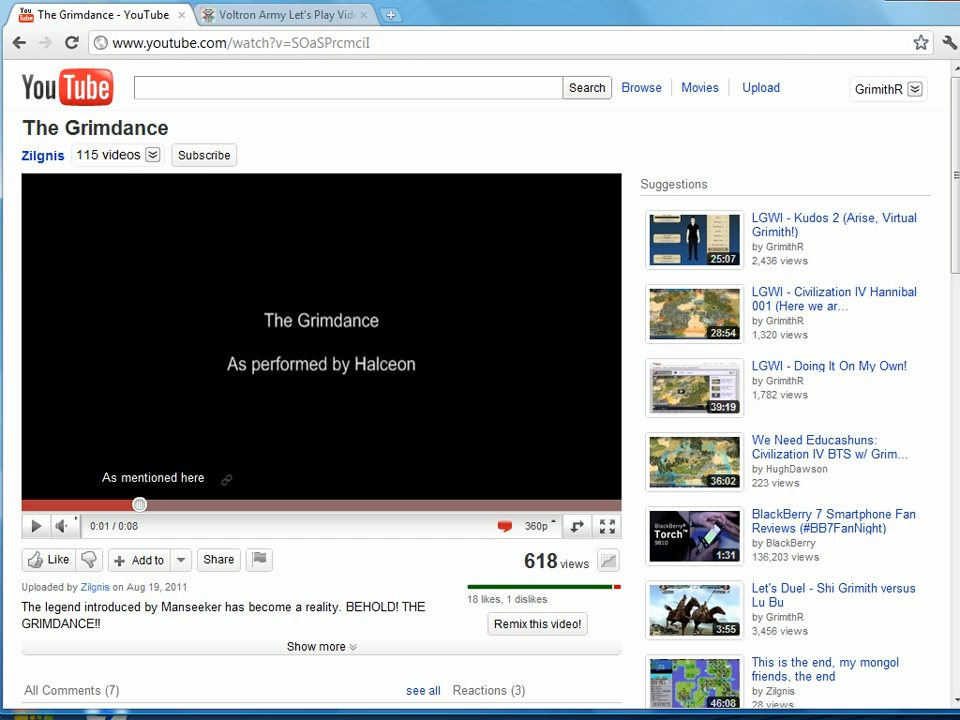 The Grimdance - YouTube
Voltron Army Let's Play Vid
www.youtube.com/watch?v=SOaSPrcmciI
YouTube
Search
Browse
Movies
Upload
GrimithR
The Grimdance
Zilgnis 115 videos
Subscribe
The Grimdance
As performed by Halceon
As mentioned here
0:01 / 0:08
360p
Like
Add to
Share
618 views
Uploaded by Zilgnis on Aug 19, 2011
18 likes, 1 dislikes
The legend introduced by Manseeker has become a reality. BEHOLD! THE
GRIMDANCE!!
Remix this video!
Show more
All Comments (7)
see all
Reactions (3)
Suggestions
25:07
LGWI - Kudos 2 (Arise, Virtual
Grimith!)
by GrimithR
2,436 views
28:54
LGWI - Civilization IV Hannibal
001 (Here we ar...
by GrimithR
1,320 views
39:19
LGWI - Doing It On My Own!
by GrimithR
1,782 views
36:02
We Need Educashuns:
Civilization IV BTS w/ Grim...
by HughDawson
223 views
BlackBerry
Torch™
9810
1:31
BlackBerry 7 Smartphone Fan
Reviews (#BB7FanNight)
by BlackBerry
136,203 views
3:55
Let's Duel - Shi Grimith versus
Lu Bu
by GrimithR
3,456 views
46:08
This is the end, my mongol
friends, the end
by Zilgnis
28 views